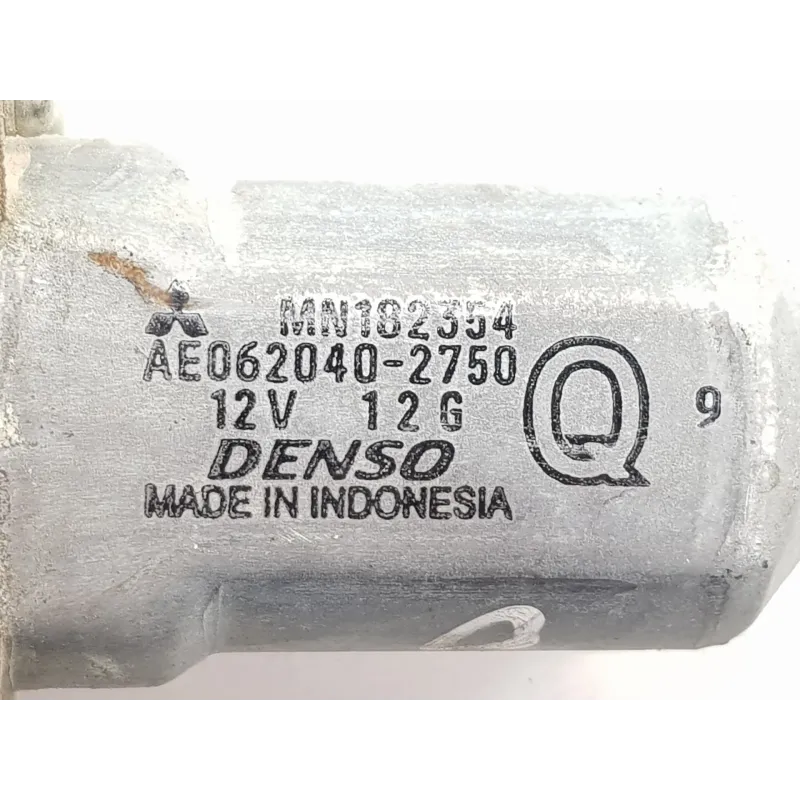 MN182354
AE062040-2750
12V 12G
DENSO
MADE IN INDONESIA
Q
9